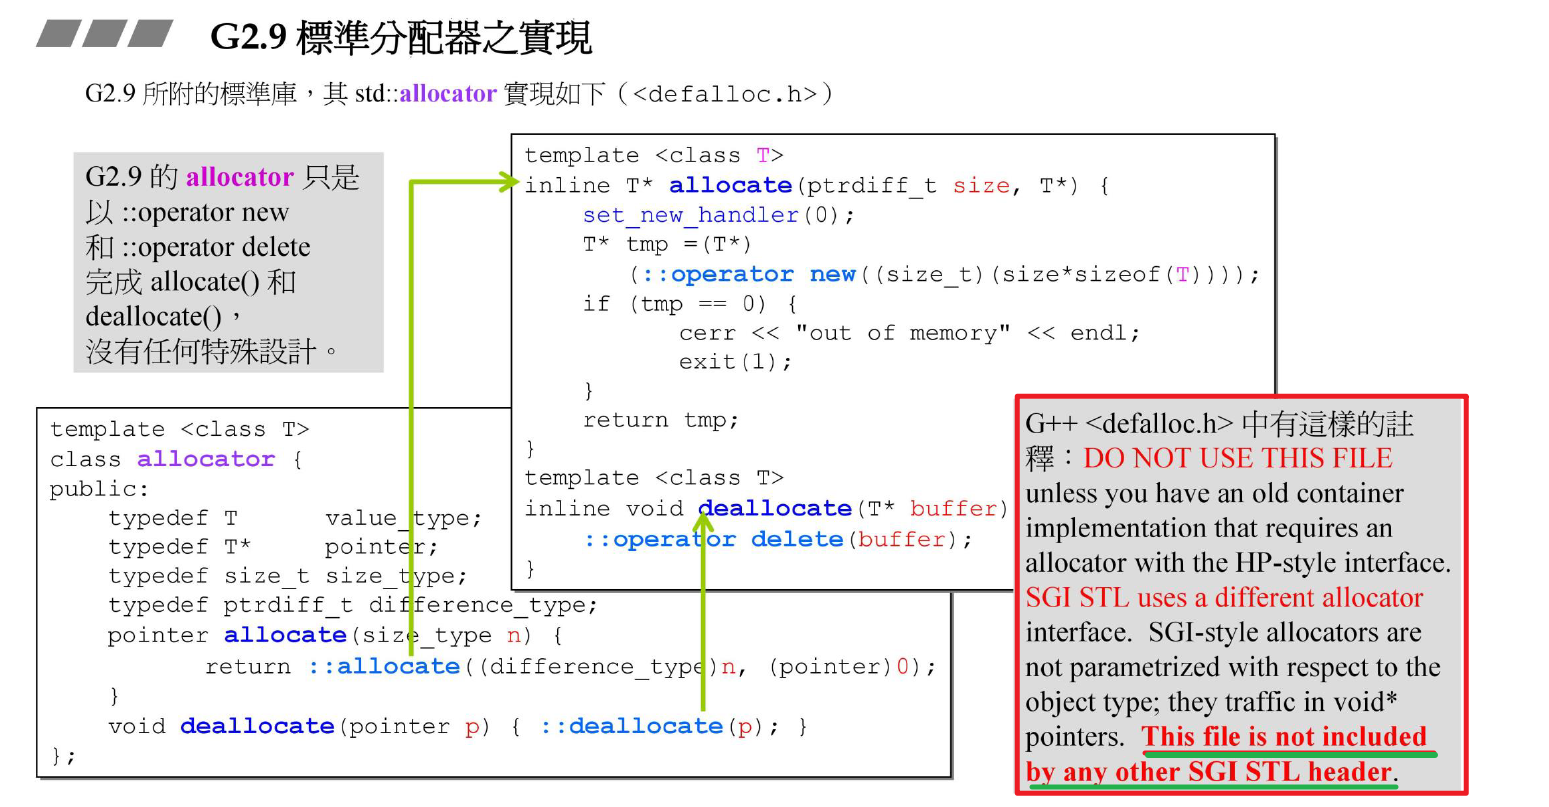 G2.9 標準分配器之實現
G2.9 所附的標準庫，其 std::allocator 實現如下（<defalloc.h>）
G2.9 的 allocator 只是
以 ::operator new
和 ::operator delete
完成 allocate() 和
deallocate()，
沒有任何特殊設計。
template <class T>
inline T* allocate(ptrdiff_t size, T*) {
    set_new_handler(0);
    T* tmp =(T*)
       (::operator new((size_t)(size*sizeof(T))));
    if (tmp == 0) {
          cerr << "out of memory" << endl;
          exit(1);
    }
    return tmp;
}
template <class T>
inline void deallocate(T* buffer)
    ::operator delete(buffer);
}
template <class T>
class allocator {
public:
    typedef T      value_type;
    typedef T*     pointer;
    typedef size_t size_type;
    typedef ptrdiff_t difference_type;
    pointer allocate(size_type n) {
          return ::allocate((difference_type)n, (pointer)0);
    }
    void deallocate(pointer p) { ::deallocate(p); }
};
G++ <defalloc.h> 中有這樣的註
釋：DO NOT USE THIS FILE
unless you have an old container
implementation that requires an
allocator with the HP-style interface.
SGI STL uses a different allocator
interface.  SGI-style allocators are
not parametrized with respect to the
object type; they traffic in void*
pointers.  This file is not included
by any other SGI STL header.